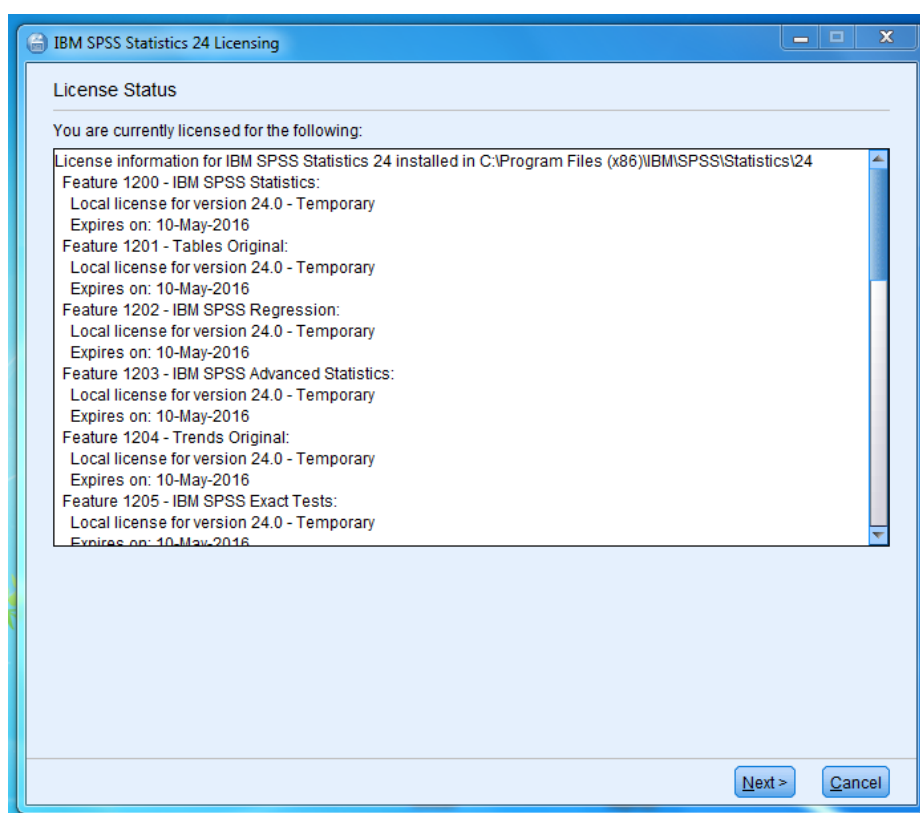 IBM SPSS Statistics 24 Licensing
License Status
You are currently licensed for the following:
License information for IBM SPSS Statistics 24 installed in C:\Program Files (x86)\IBM\SPSS\Statistics\24
Feature 1200 - IBM SPSS Statistics:
Local license for version 24.0 - Temporary
Expires on: 10-May-2016
Feature 1201 - Tables Original:
Local license for version 24.0 - Temporary
Expires on: 10-May-2016
Feature 1202 - IBM SPSS Regression:
Local license for version 24.0 - Temporary
Expires on: 10-May-2016
Feature 1203 - IBM SPSS Advanced Statistics:
Local license for version 24.0 - Temporary
Expires on: 10-May-2016
Feature 1204 - Trends Original:
Local license for version 24.0 - Temporary
Expires on: 10-May-2016
Feature 1205 - IBM SPSS Exact Tests:
Local license for version 24.0 - Temporary
Expires on: 10-May-2016
Next >
Cancel